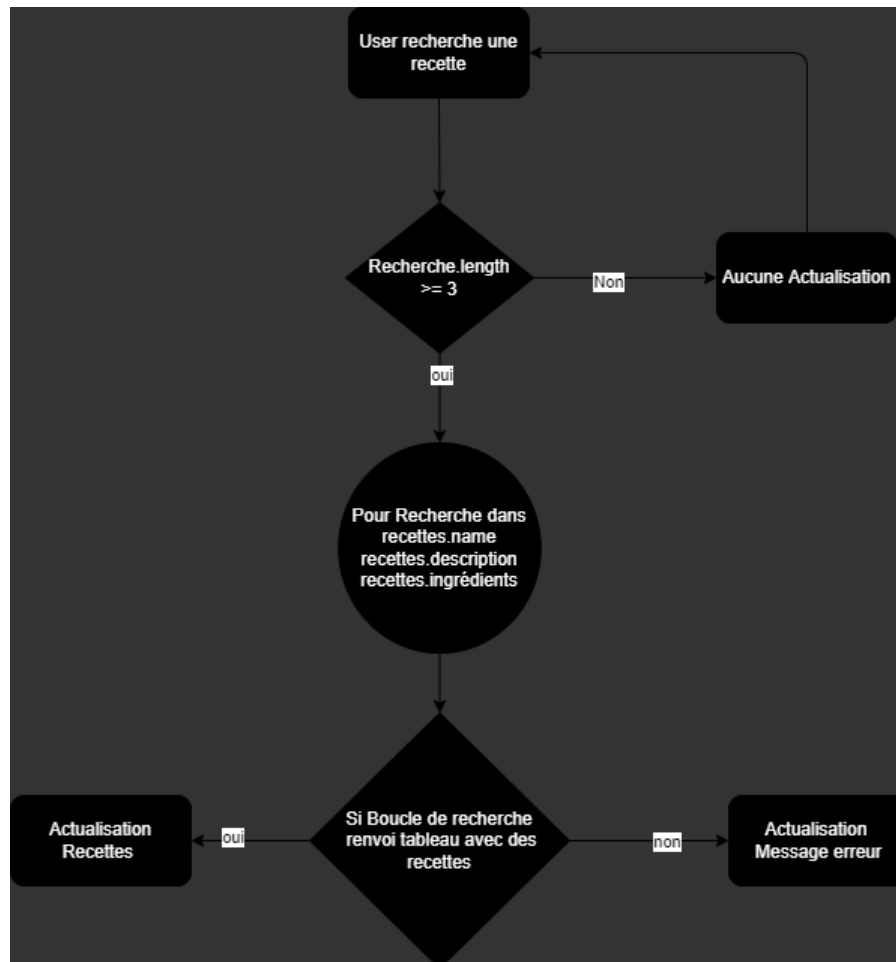 User recherche une
recette
Recherche.length
>= 3
Non
Aucune Actualisation
oui
Pour Recherche dans
recettes.name
recettes.description
recettes.ingrédients
Si Boucle de recherche
renvoi tableau avec des
recettes
oui
Actualisation
Recettes
non
Actualisation
Message erreur